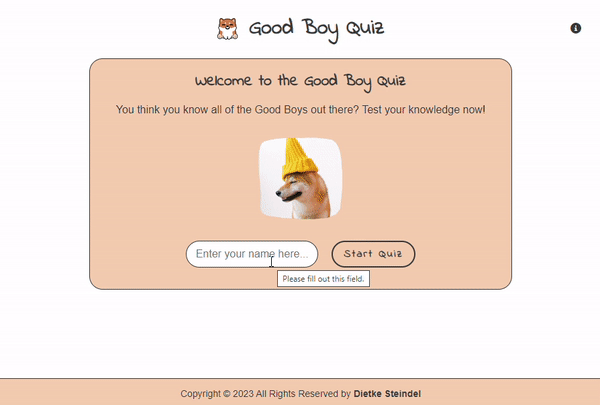 Good Boy Quiz
Welcome to the Good Boy Quiz
You think you know all of the Good Boys out there? Test your knowledge now!
Enter your name here...
Start Quiz
Please fill out this field.
Copyright © 2023 All Rights Reserved by Dietke Steindel